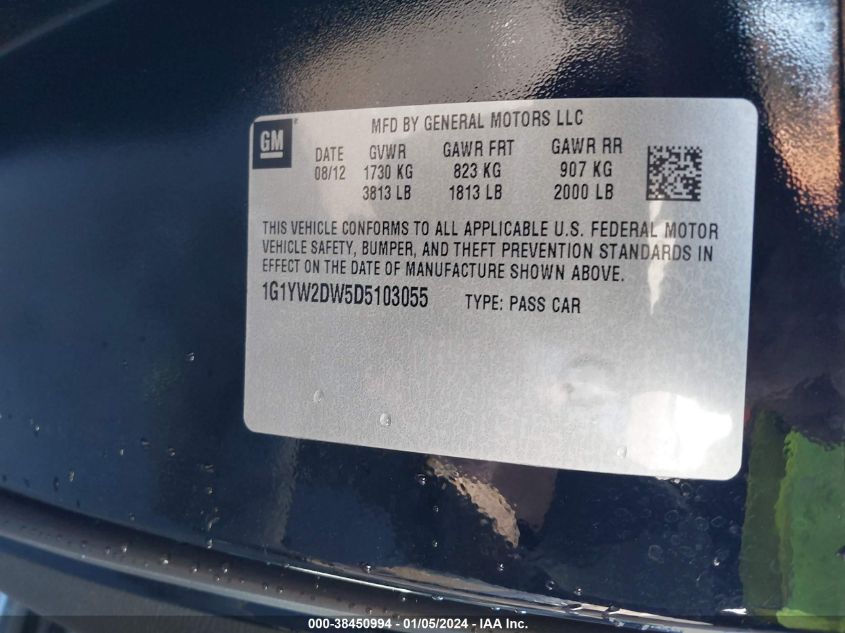 MFD BY GENERAL MOTORS LLC
GM
DATE GVWR GAWR FRT GAWR RR
08/12 1730 KG 823 KG 907 KG
3813 LB 1813 LB 2000 LB
THIS VEHICLE CONFORMS TO ALL APPLICABLE U.S. FEDERAL MOTOR
VEHICLE SAFETY, BUMPER, AND THEFT PREVENTION STANDARDS IN
EFFECT ON THE DATE OF MANUFACTURE SHOWN ABOVE.
1G1YW2DW5D5103055 TYPE: PASS CAR
000-38450994 - 01/05/2024 - IAA Inc.